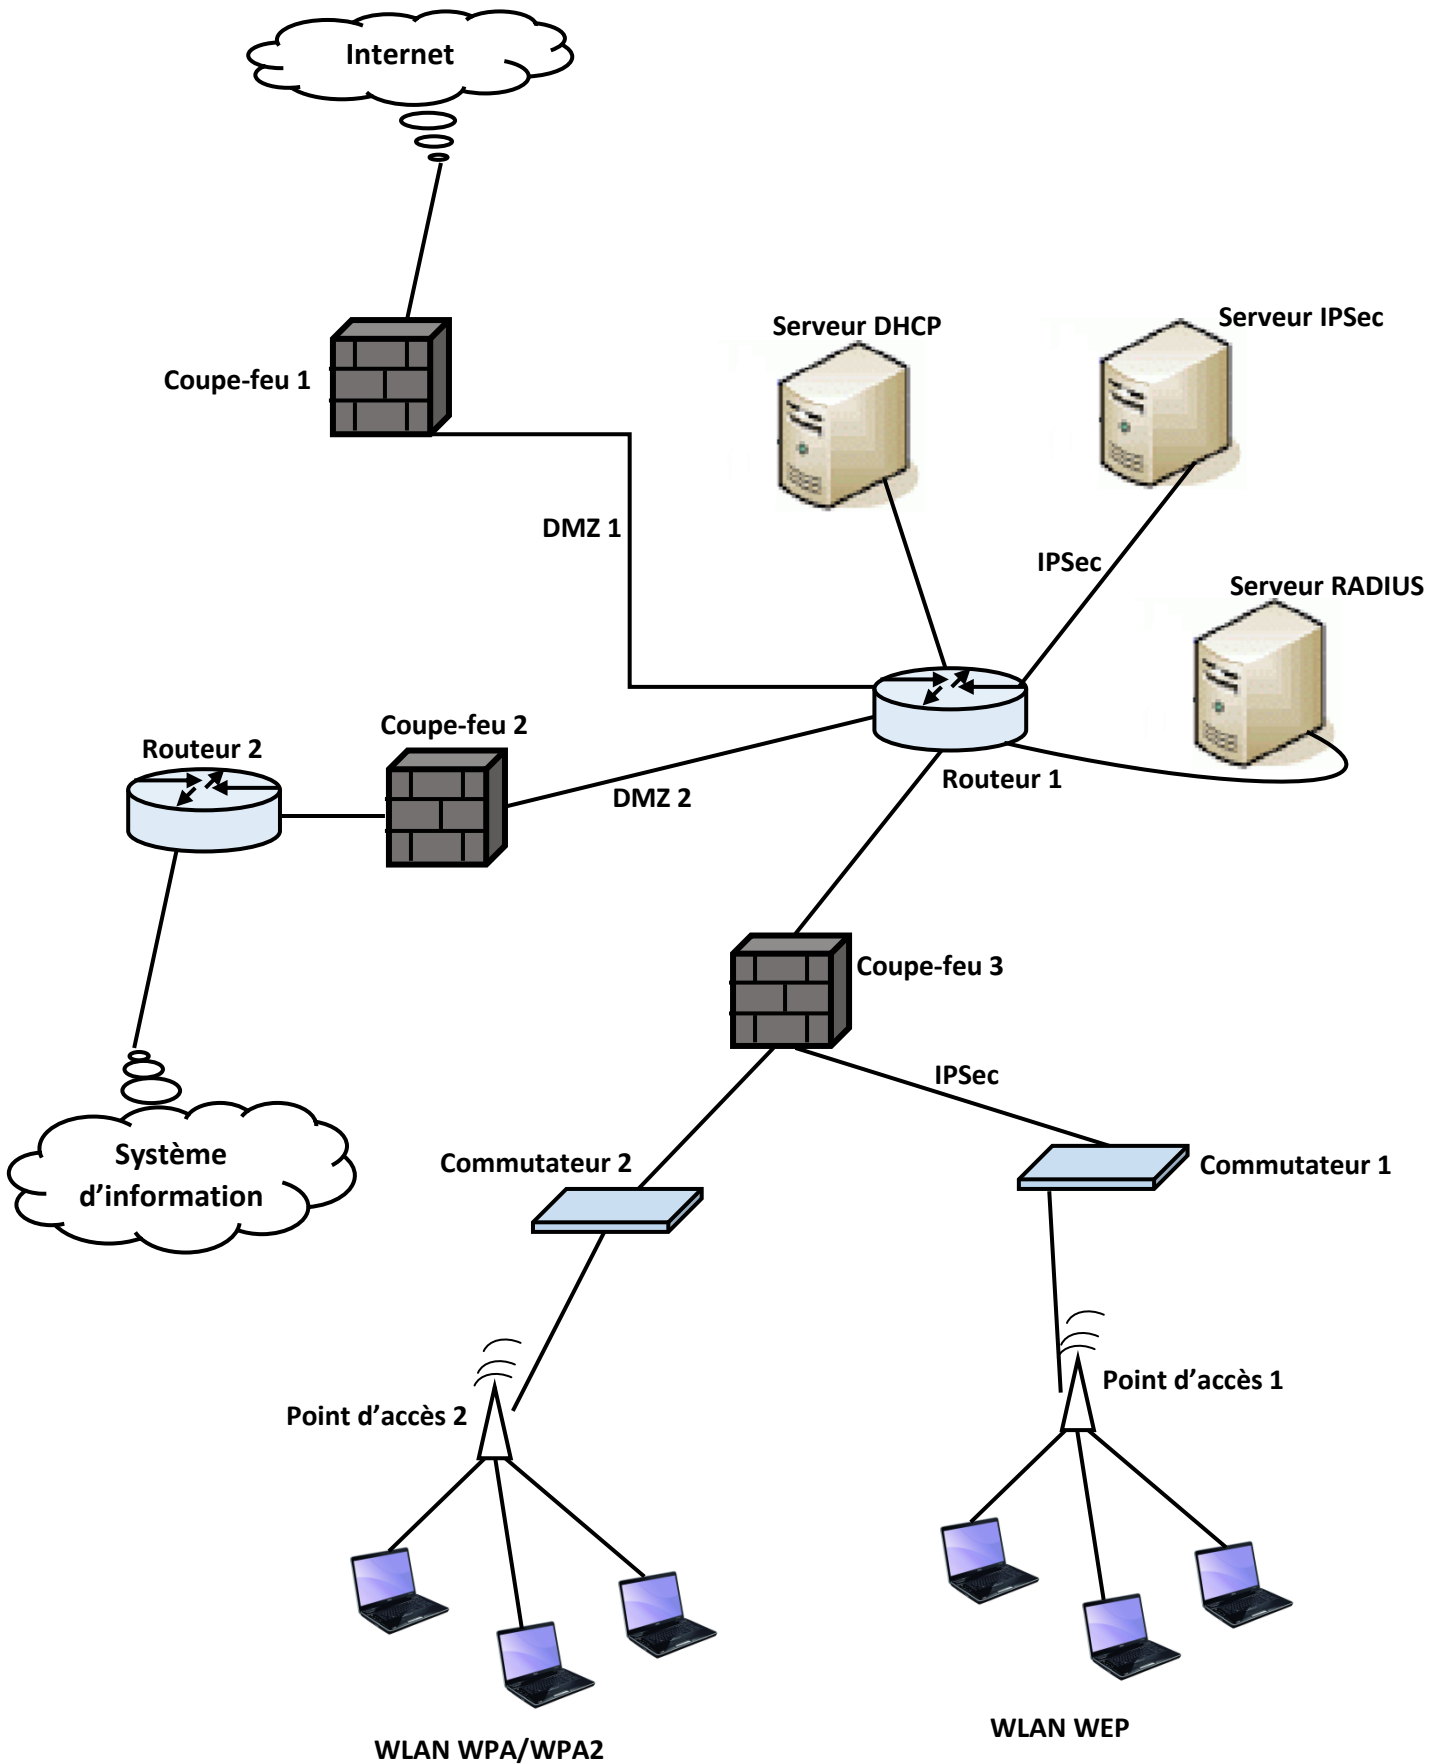 Internet
Serveur DHCP
Serveur IPSec
Coupe-feu 1
DMZ 1
IPSec
Serveur RADIUS
Coupe-feu 2
Routeur 2
Routeur 1
DMZ 2
Coupe-feu 3
IPSec
Système
d’information
Commutateur 2
Commutateur 1
Point d’accès 1
Point d’accès 2
WLAN WEP
WLAN WPA/WPA2